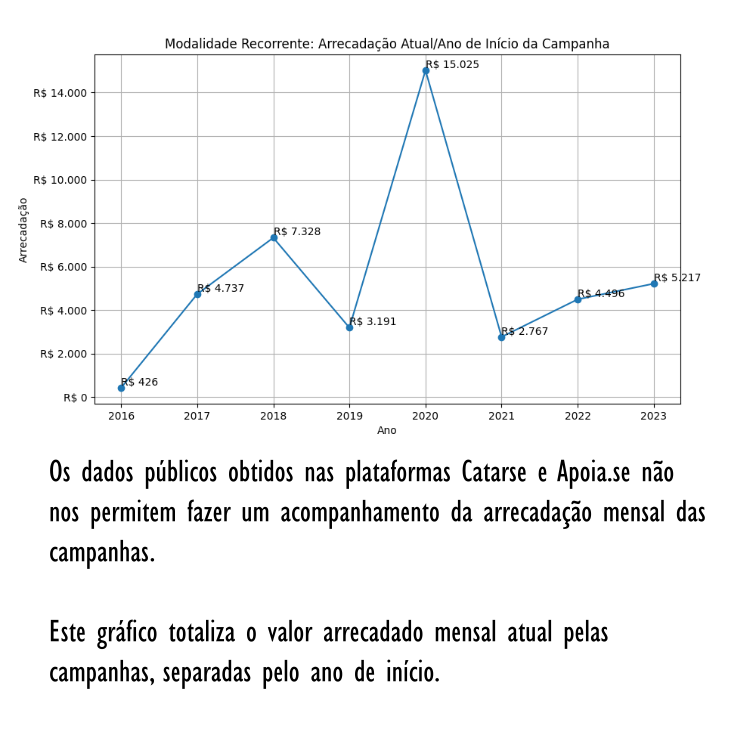 Modalidade Recorrente: Arrecadação Atual/Ano de Início da Campanha
R$ 15.025
R$ 14.000
R$ 12.000
R$ 10.000
R$ 8.000
R$ 7.328
R$ 6.000
R$ 5.217
R$ 4.737
R$ 4.496
R$ 4.000
R$ 3.191
R$ 2.767
R$ 2.000
R$ 426
R$ 0
Arrecadação
2016 2017 2018 2019 2020 2021 2022 2023
Ano
Os dados públicos obtidos nas plataformas Catarse e Apoia.se não
nos permitem fazer um acompanhamento da arrecadação mensal das
campanhas.
Este gráfico totaliza o valor arrecadado mensal atual pelas
campanhas, separadas pelo ano de início.